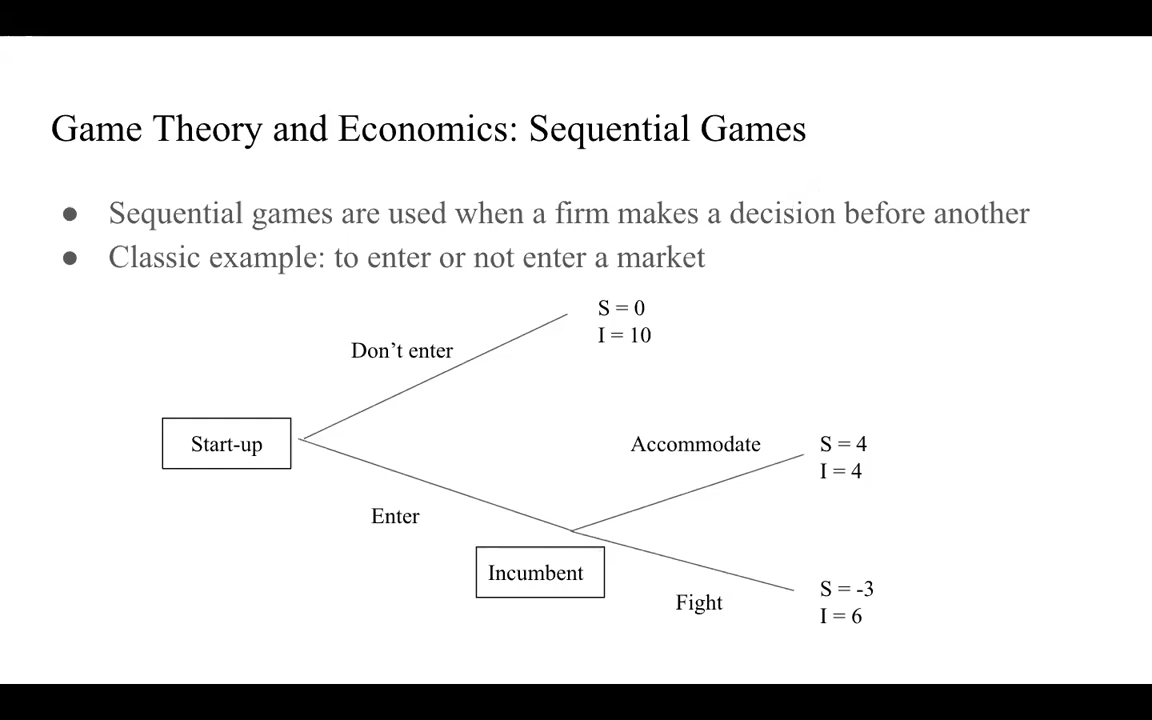 Game Theory and Economics: Sequential Games
● Sequential games are used when a firm makes a decision before another
● Classic example: to enter or not enter a market
S = 0
I = 10
Don’t enter
Start-up
Accommodate
S = 4
I = 4
Enter
Incumbent
Fight
S = -3
I = 6